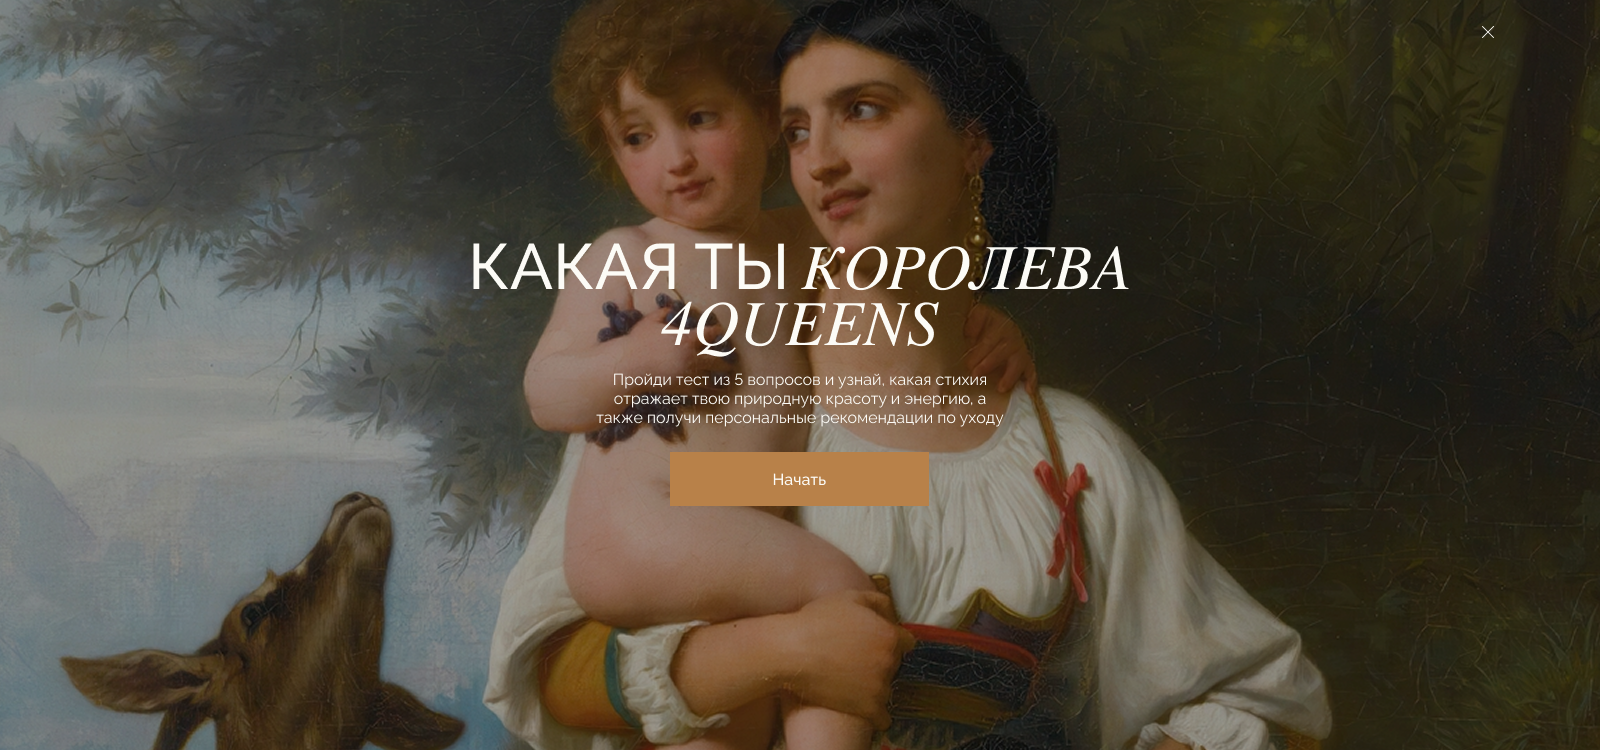 КАКАЯ ТЫ КОРОЛЕВА
4QUEENS
Пройди тест из 5 вопросов и узнай, какая стихия
отражает твою природную красоту и энергию, а
также получи персональные рекомендации по уходу
Начать